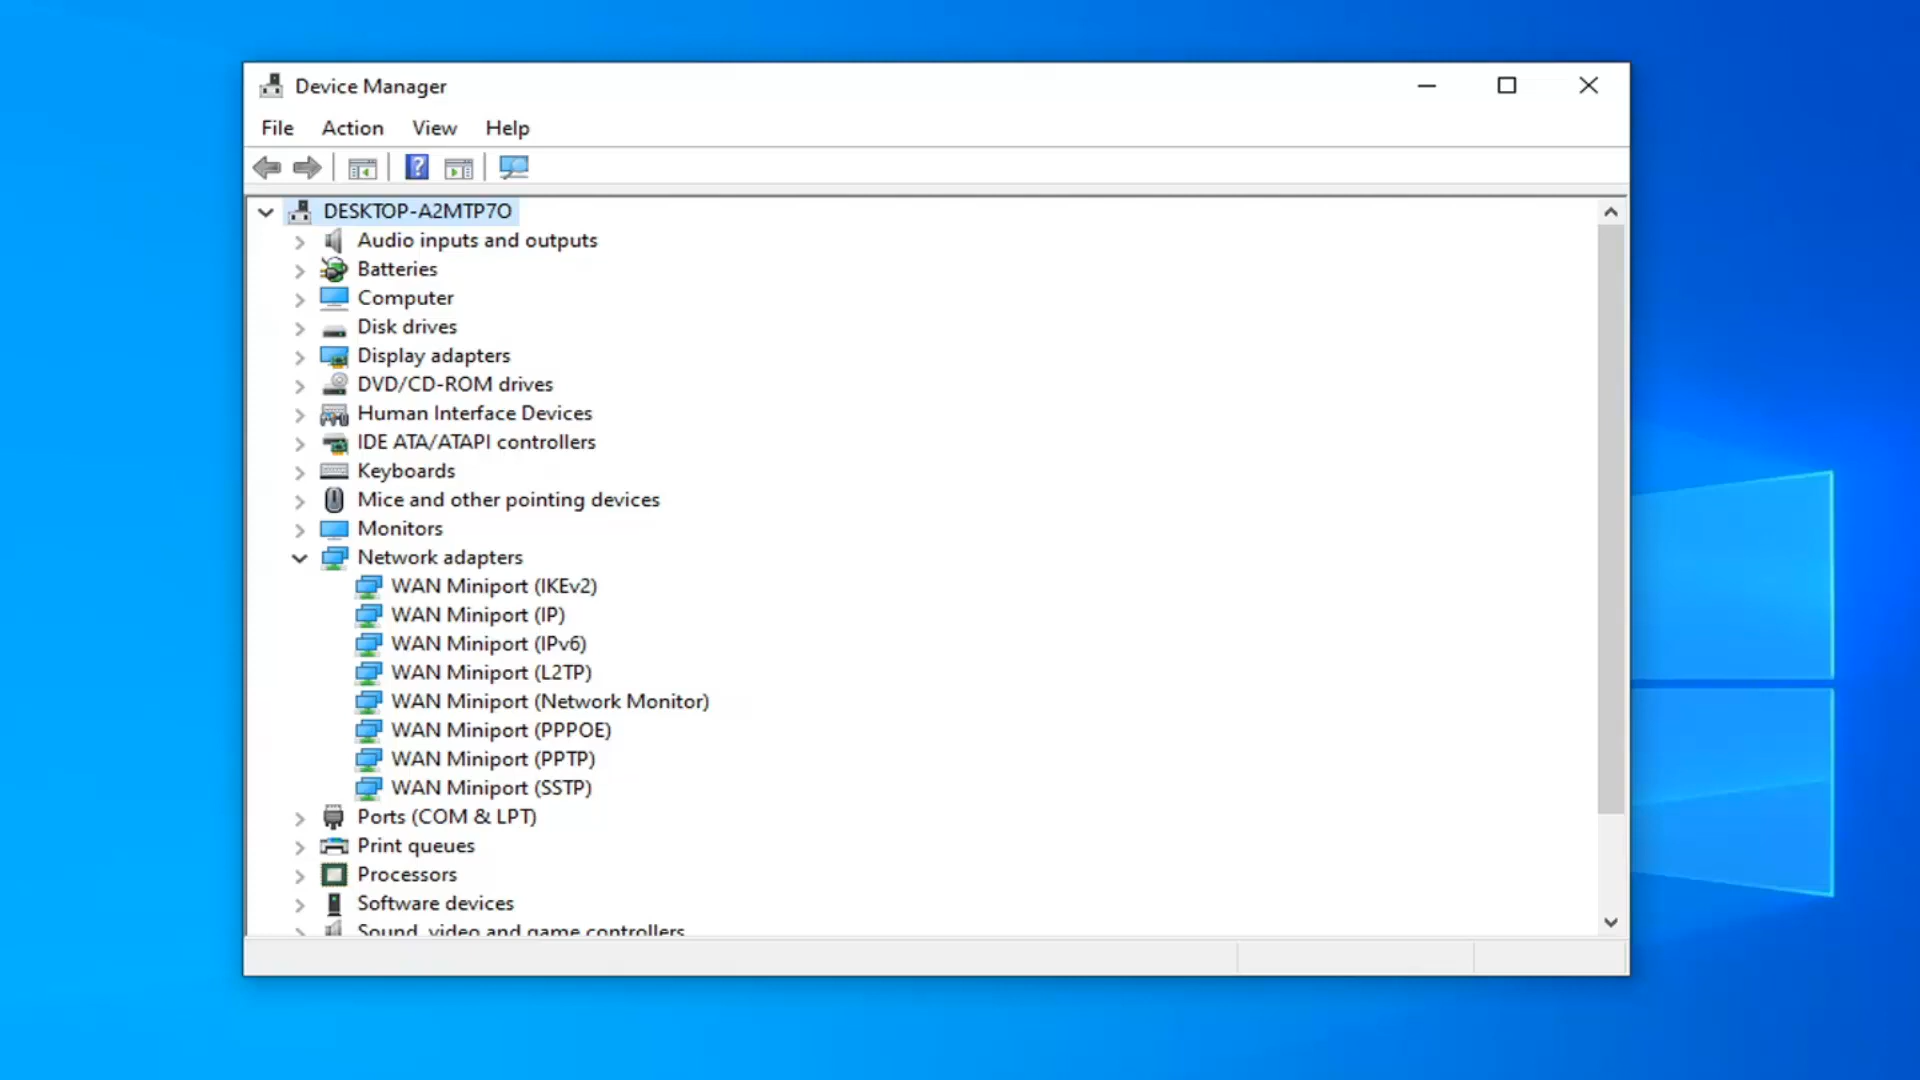 Device Manager
File Action View Help
DESKTOP-A2MTP7O
Audio inputs and outputs
Batteries
Computer
Disk drives
Display adapters
DVD/CD-ROM drives
Human Interface Devices
IDE ATA/ATAPI controllers
Keyboards
Mice and other pointing devices
Monitors
Network adapters
WAN Miniport (IKEv2)
WAN Miniport (IP)
WAN Miniport (IPv6)
WAN Miniport (L2TP)
WAN Miniport (Network Monitor)
WAN Miniport (PPPOE)
WAN Miniport (PPTP)
WAN Miniport (SSTP)
Ports (COM & LPT)
Print queues
Processors
Software devices
Sound, video and game controllers